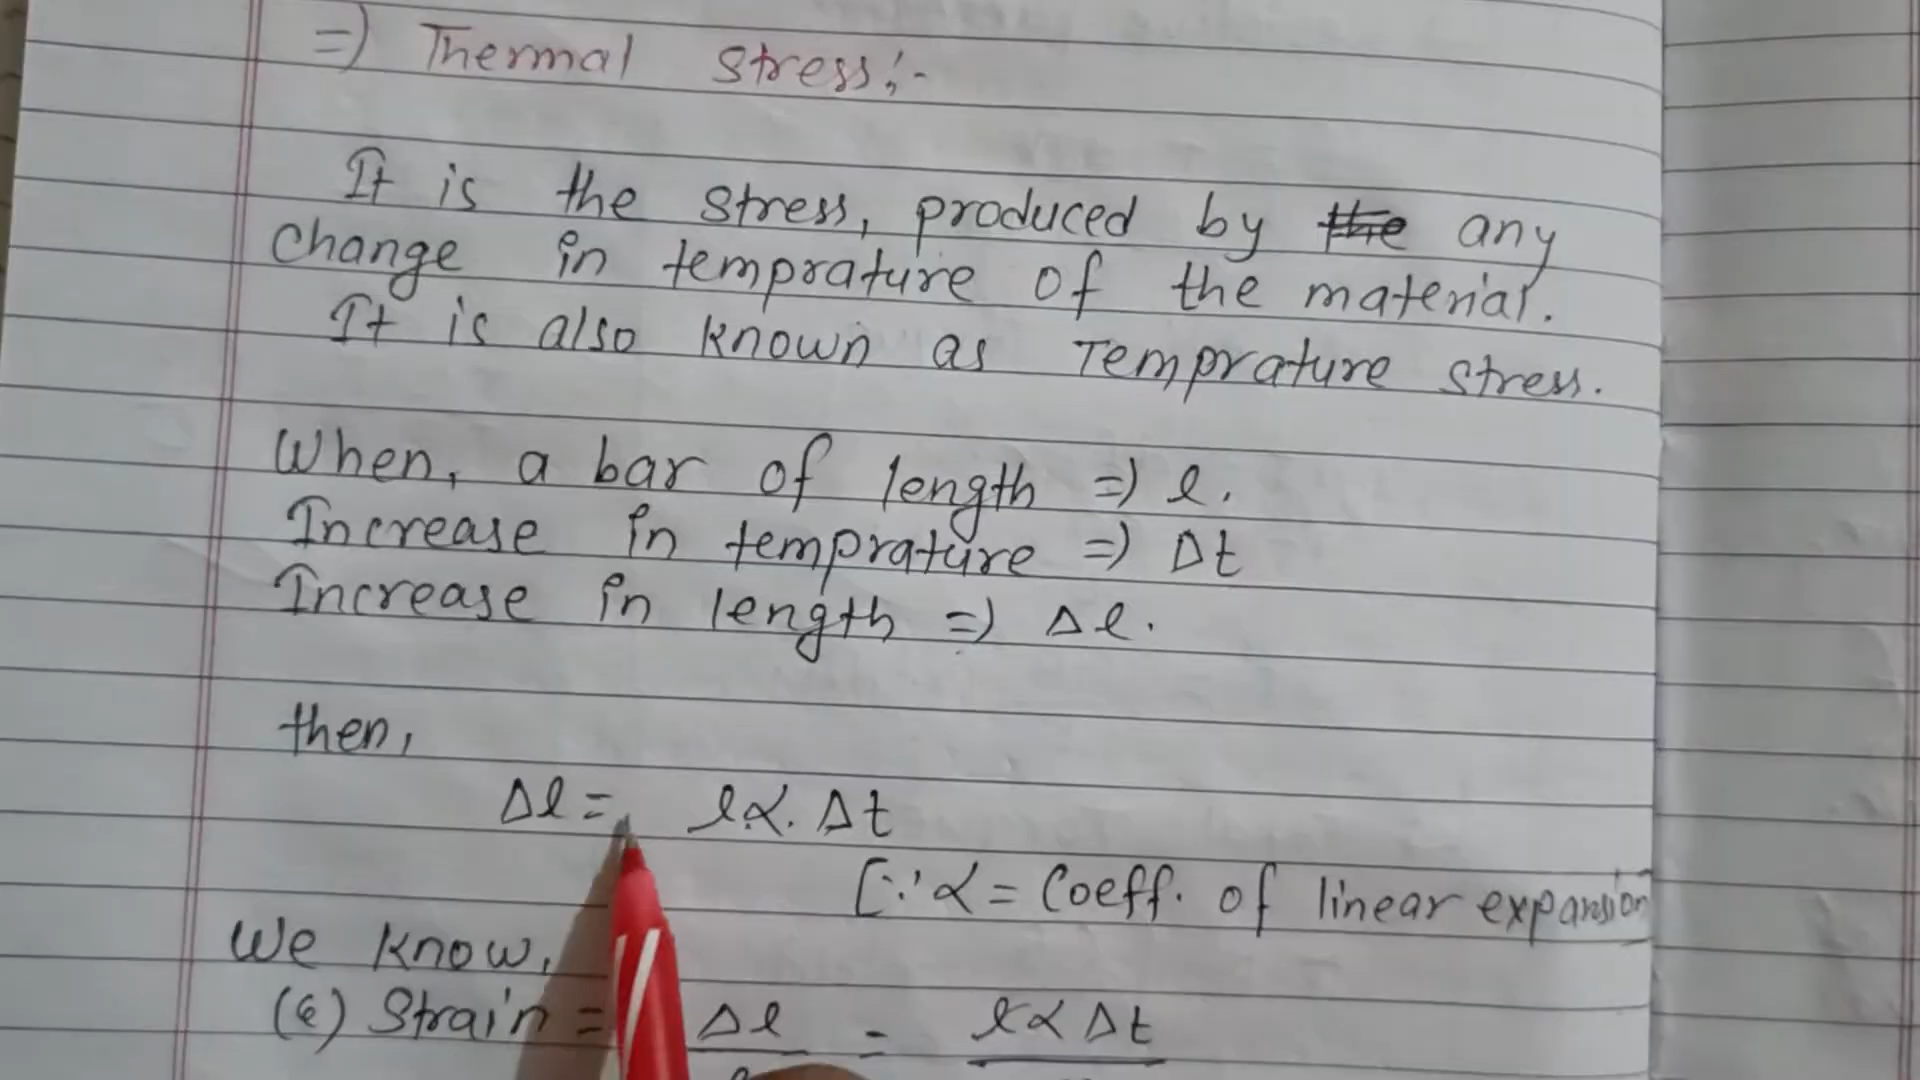 =) Thermal stress:-
It is the stress, produced by the any
change in temprature of the material.
It is also known as Temprature stress.
When, a bar of length =) l.
Increase in temprature =) Δt
Increase in length =) Δl.
then,
Δl = lα. Δt
[∵ α = Coeff. of linear expansion
We know,
(ϵ) Strain = Δl = lαΔt